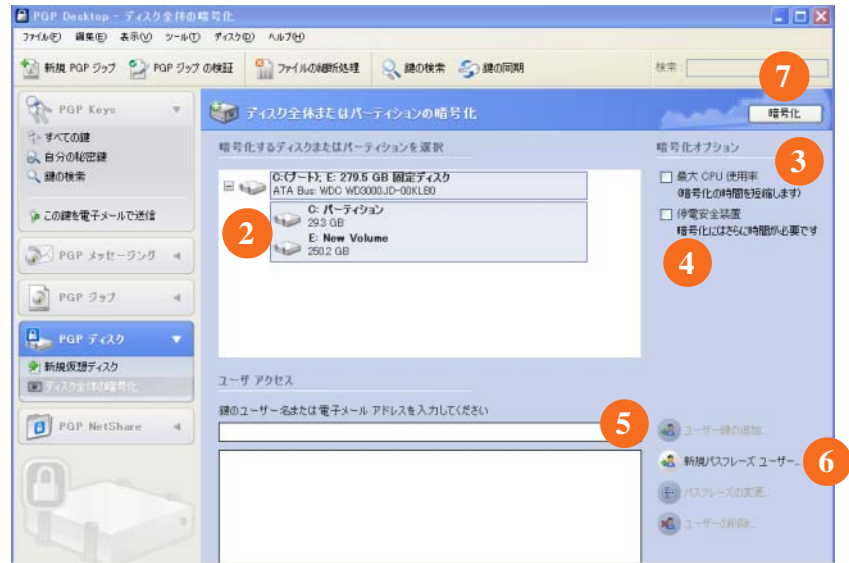 PGP Desktop - ディスク全体の暗号化
ファイル(F) 編集(E) 表示(V) ツール(T) ディスク(D) ヘルプ(H)
新規 PGP ジップ PGP ジップ の検証 ファイルの細断処理 鍵の検索 鍵の同期 検索:
7
PGP Keys
ディスク全体またはパーティションの暗号化
暗号化
すべての鍵
自分の秘密鍵
鍵の検索
この鍵を電子メールで送信
PGP メッセージング
PGP ジップ
PGP ディスク
新規仮想ディスク
ディスク全体の暗号化
PGP NetShare
暗号化するディスクまたはパーティションを選択
C:(ブート); E: 279.5 GB 固定ディスク
ATA Bus: WDC WD3000JD-00KLB0
2
C: パーティション
29.3 GB
E: New Volume
250.2 GB
暗号化オプション
3
最大 CPU 使用率
(暗号化の時間を短縮します)
停電安全装置
暗号化にはさらに時間が必要です
4
ユーザ アクセス
鍵のユーザー名または電子メール アドレスを入力してください
5
ユーザー鍵の追加...
新規パスフレーズ ユーザー...
6
パスフレーズの変更...
ユーザーの削除...